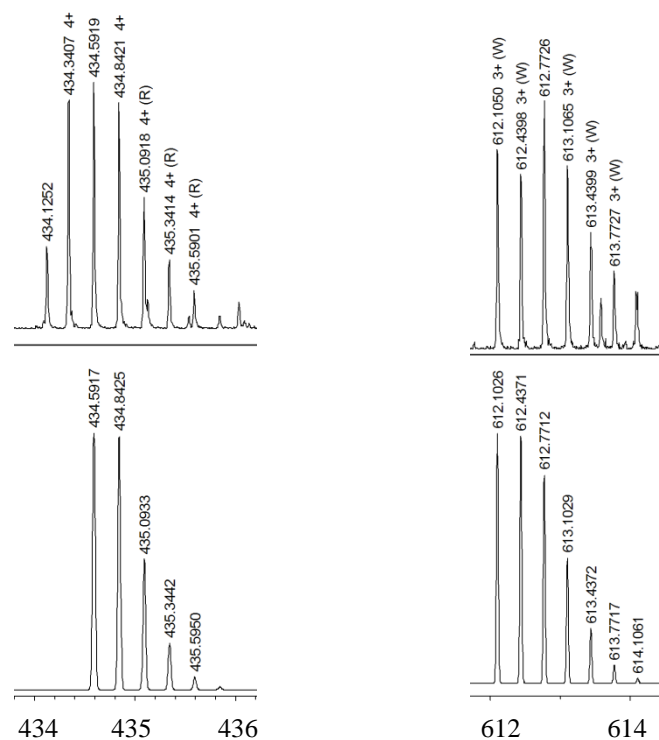 434.1252
434.3407 4+
434.5919
434.8421 4+
435.0918 4+ (R)
435.3414 4+ (R)
435.5901 4+ (R)
612.1050 3+ (W)
612.4398 3+ (W)
612.7726
613.1065 3+ (W)
613.4399 3+ (W)
613.7727 3+ (W)
434.5917
434.8425
435.0933
435.3442
435.5950
434 435 436
612.1026
612.4371
612.7712
613.1029
613.4372
613.7717
614.1061
612 614